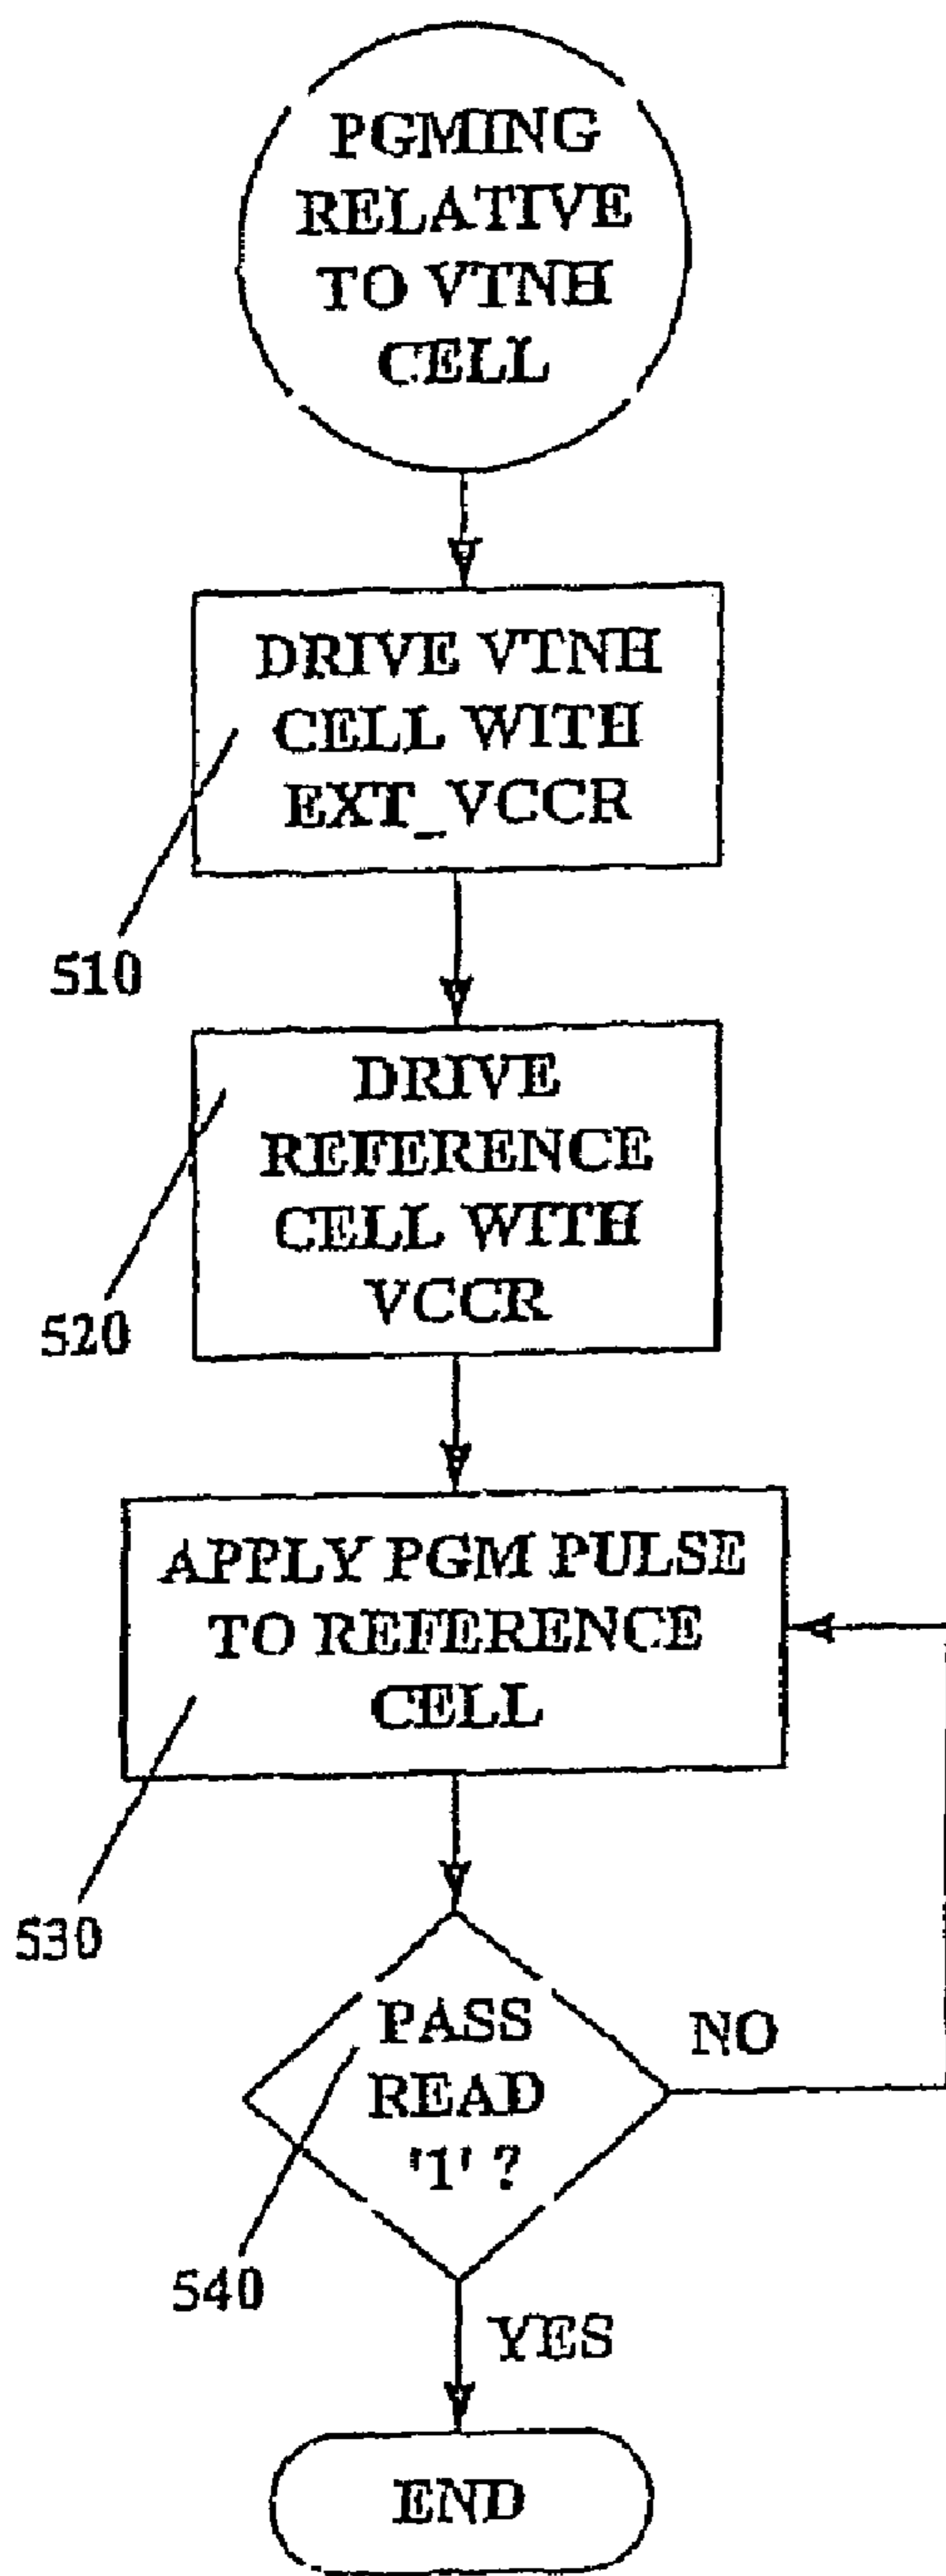 PGMING
RELATIVE
TO VTNH
CELL
DRIVE VTNH
CELL WITH
EXT_VCCR
510
DRIVE
REFERENCE
CELL WITH
VCCR
520
APPLY PGM PULSE
TO REFERENCE
CELL
530
PASS
READ
'1' ?
NO
540
YES
END